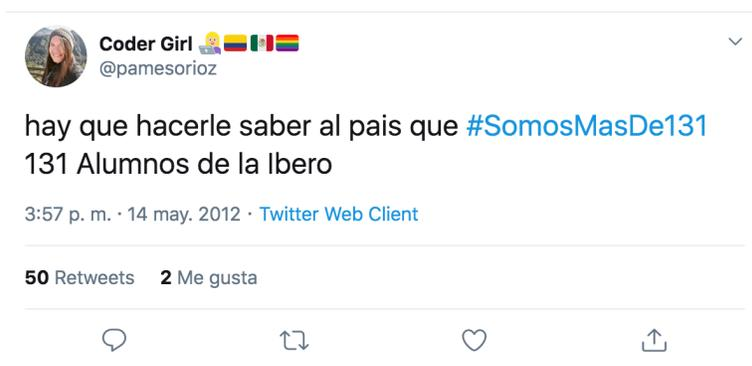 Coder Girl 👩🏼‍💻🇨🇴🇲🇽🏳️‍🌈
@pamesorioz
hay que hacerle saber al pais que #SomosMasDe131
131 Alumnos de la Ibero
3:57 p. m. · 14 may. 2012 · Twitter Web Client
50 Retweets 2 Me gusta